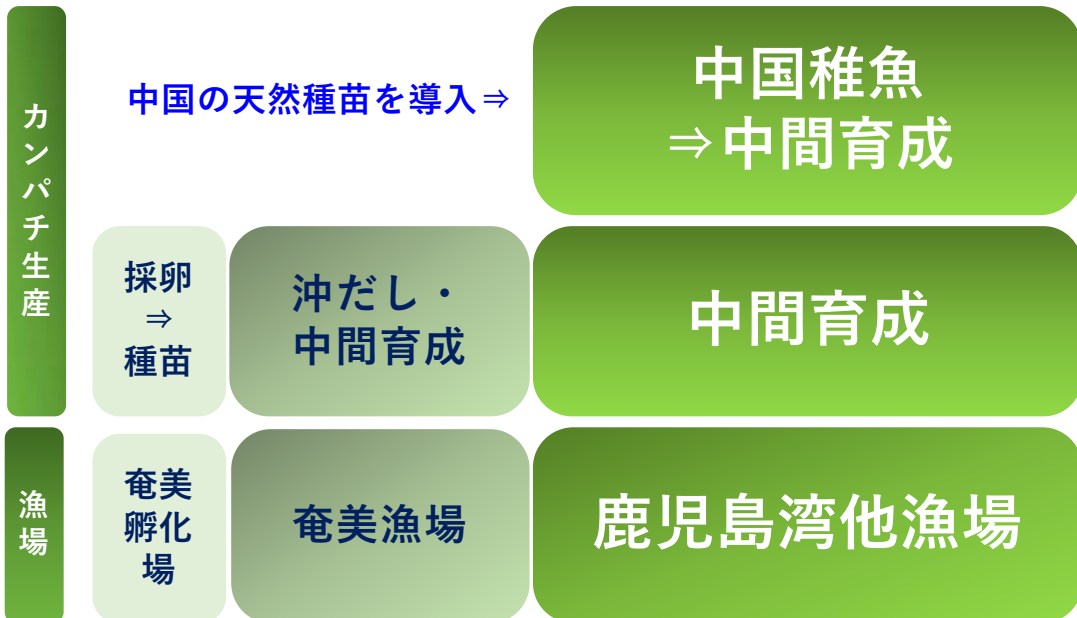 カンパチ生産
中国の天然種苗を導入⇒
中国稚魚
⇒中間育成
採卵
⇒
種苗
沖だし・
中間育成
中間育成
漁場
奄美
孵化
場
奄美漁場
鹿児島湾他漁場